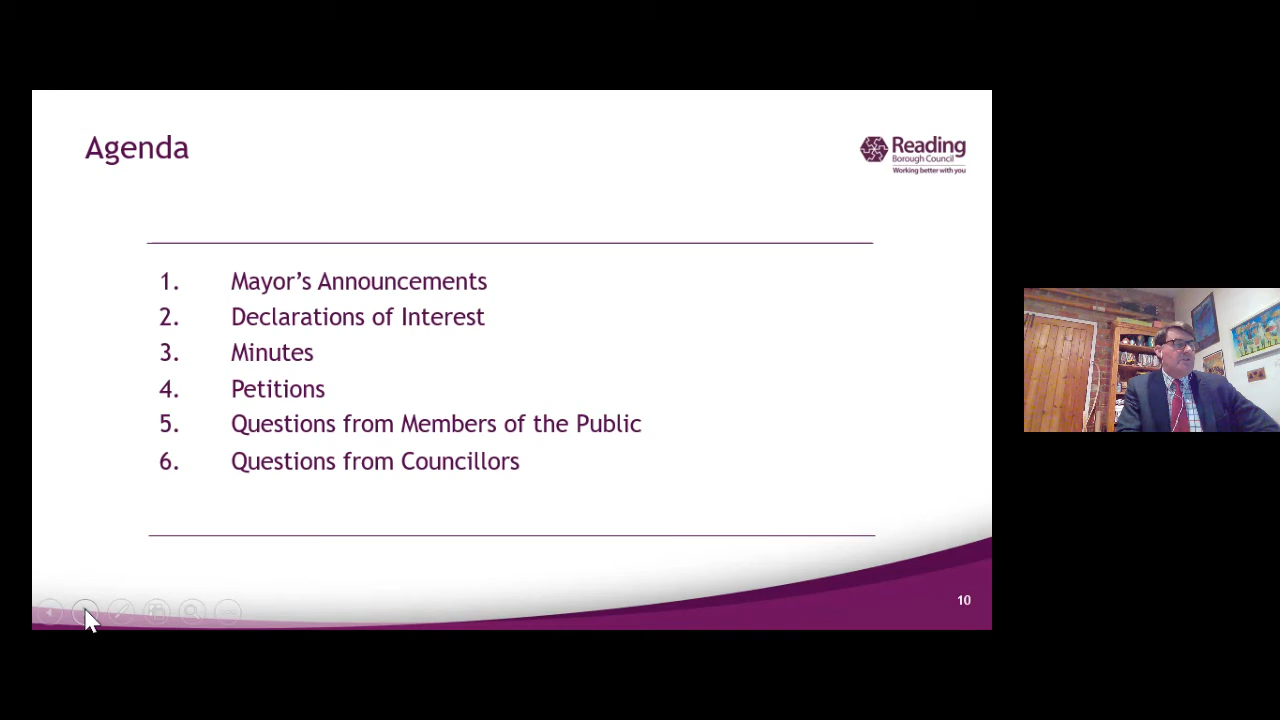 Agenda
Reading
Borough Council
Working better with you
1. Mayor's Announcements
2. Declarations of Interest
3. Minutes
4. Petitions
5. Questions from Members of the Public
6. Questions from Councillors
10